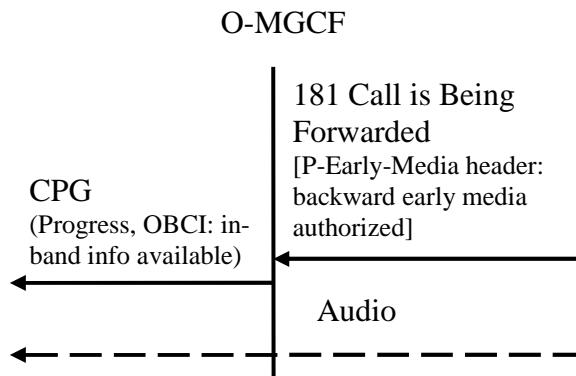 O-MGCF
181 Call is Being
Forwarded
[P-Early-Media header:
backward early media
authorized]
CPG
(Progress, OBCI: in-
band info available)
Audio